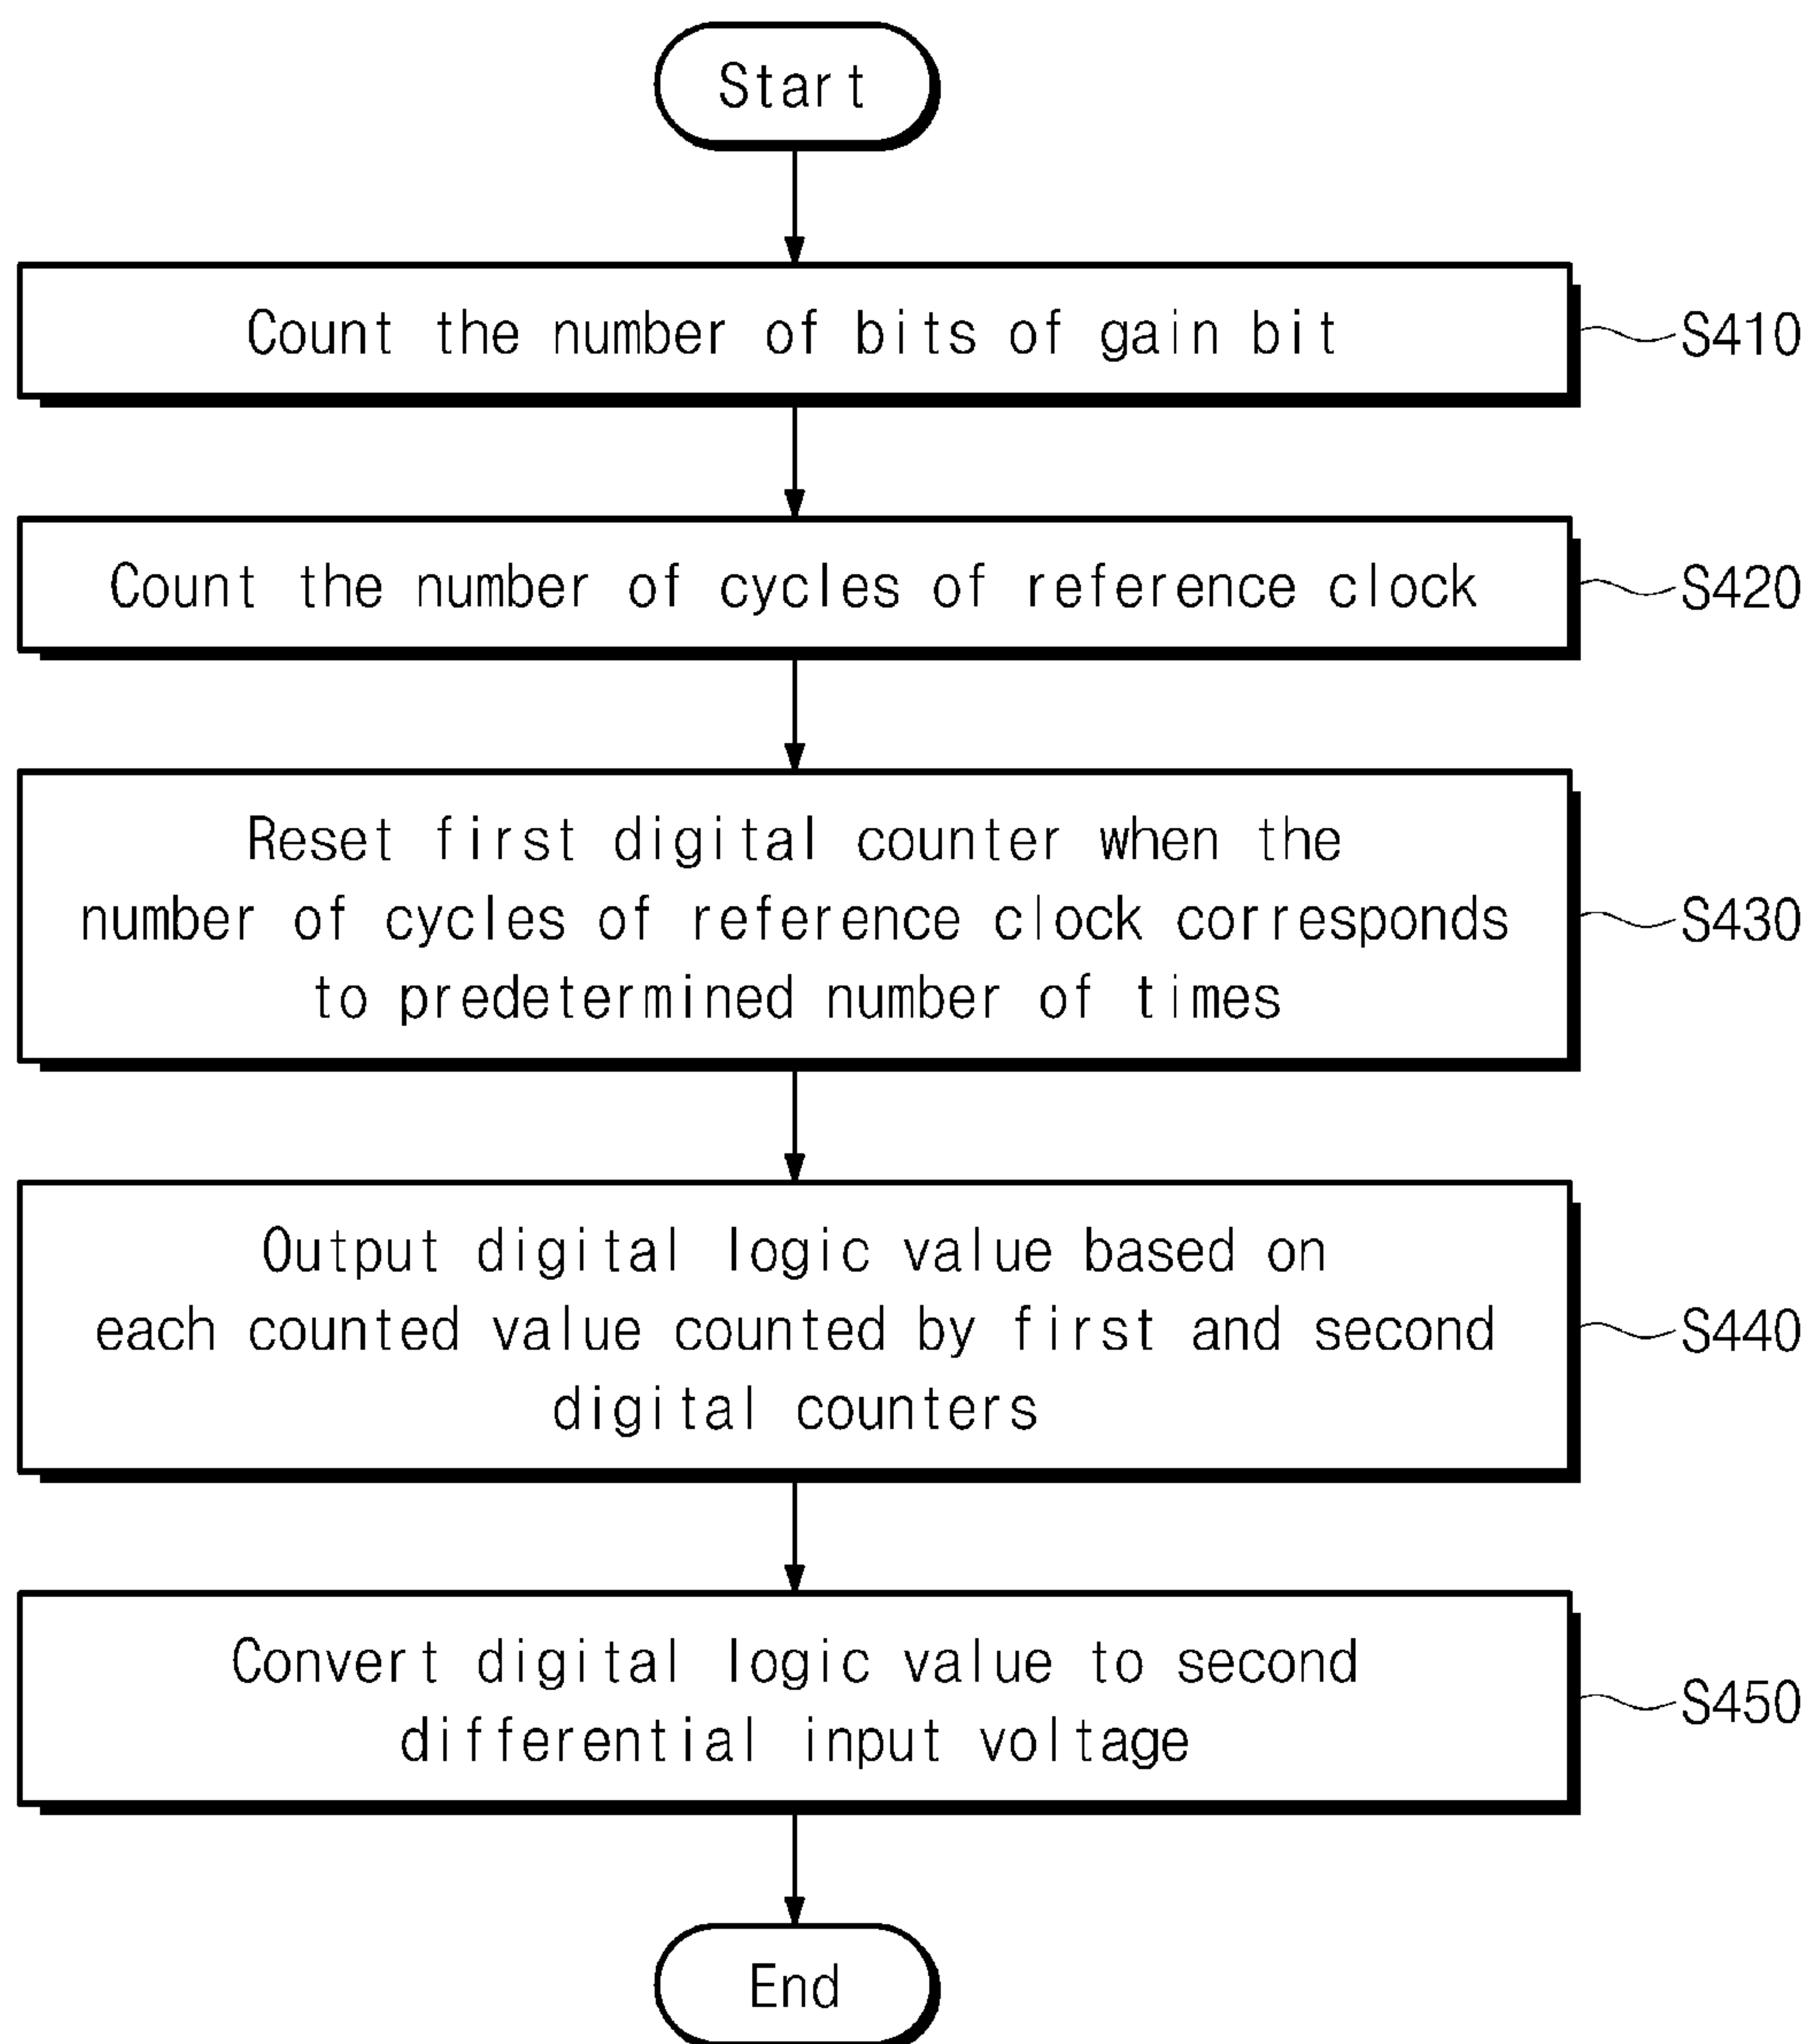 Start
Count the number of bits of gain bit
S410
Count the number of cycles of reference clock
S420
Reset first digital counter when the
number of cycles of reference clock corresponds
to predetermined number of times
S430
Output digital logic value based on
each counted value counted by first and second
digital counters
S440
Convert digital logic value to second
differential input voltage
S450
End